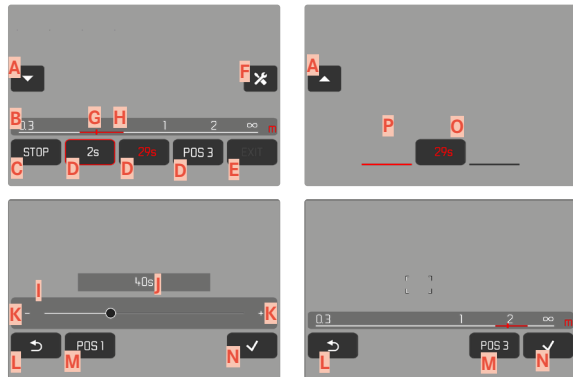 A
F
B
G
H
0.3
1
2
∞
m
STOP
2s
29s
POS 3
EXIT
C
D
D
D
E
A
P
O
29s
I
40s
J
K
-
+
K
POS 1
L
M
N
0.3
1
2
∞
m
POS 3
L
M
N